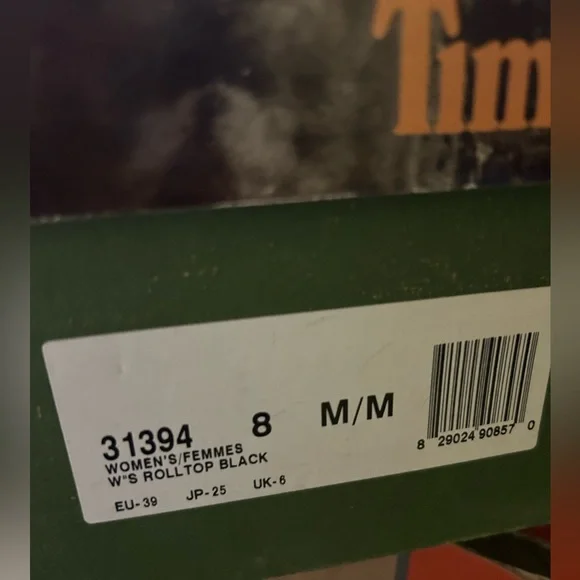 Tim
31394 8 M/M
WOMEN'S/FEMMES
W"S ROLLTOP BLACK
EU-39 JP-25 UK-6
8 29024 90857 0